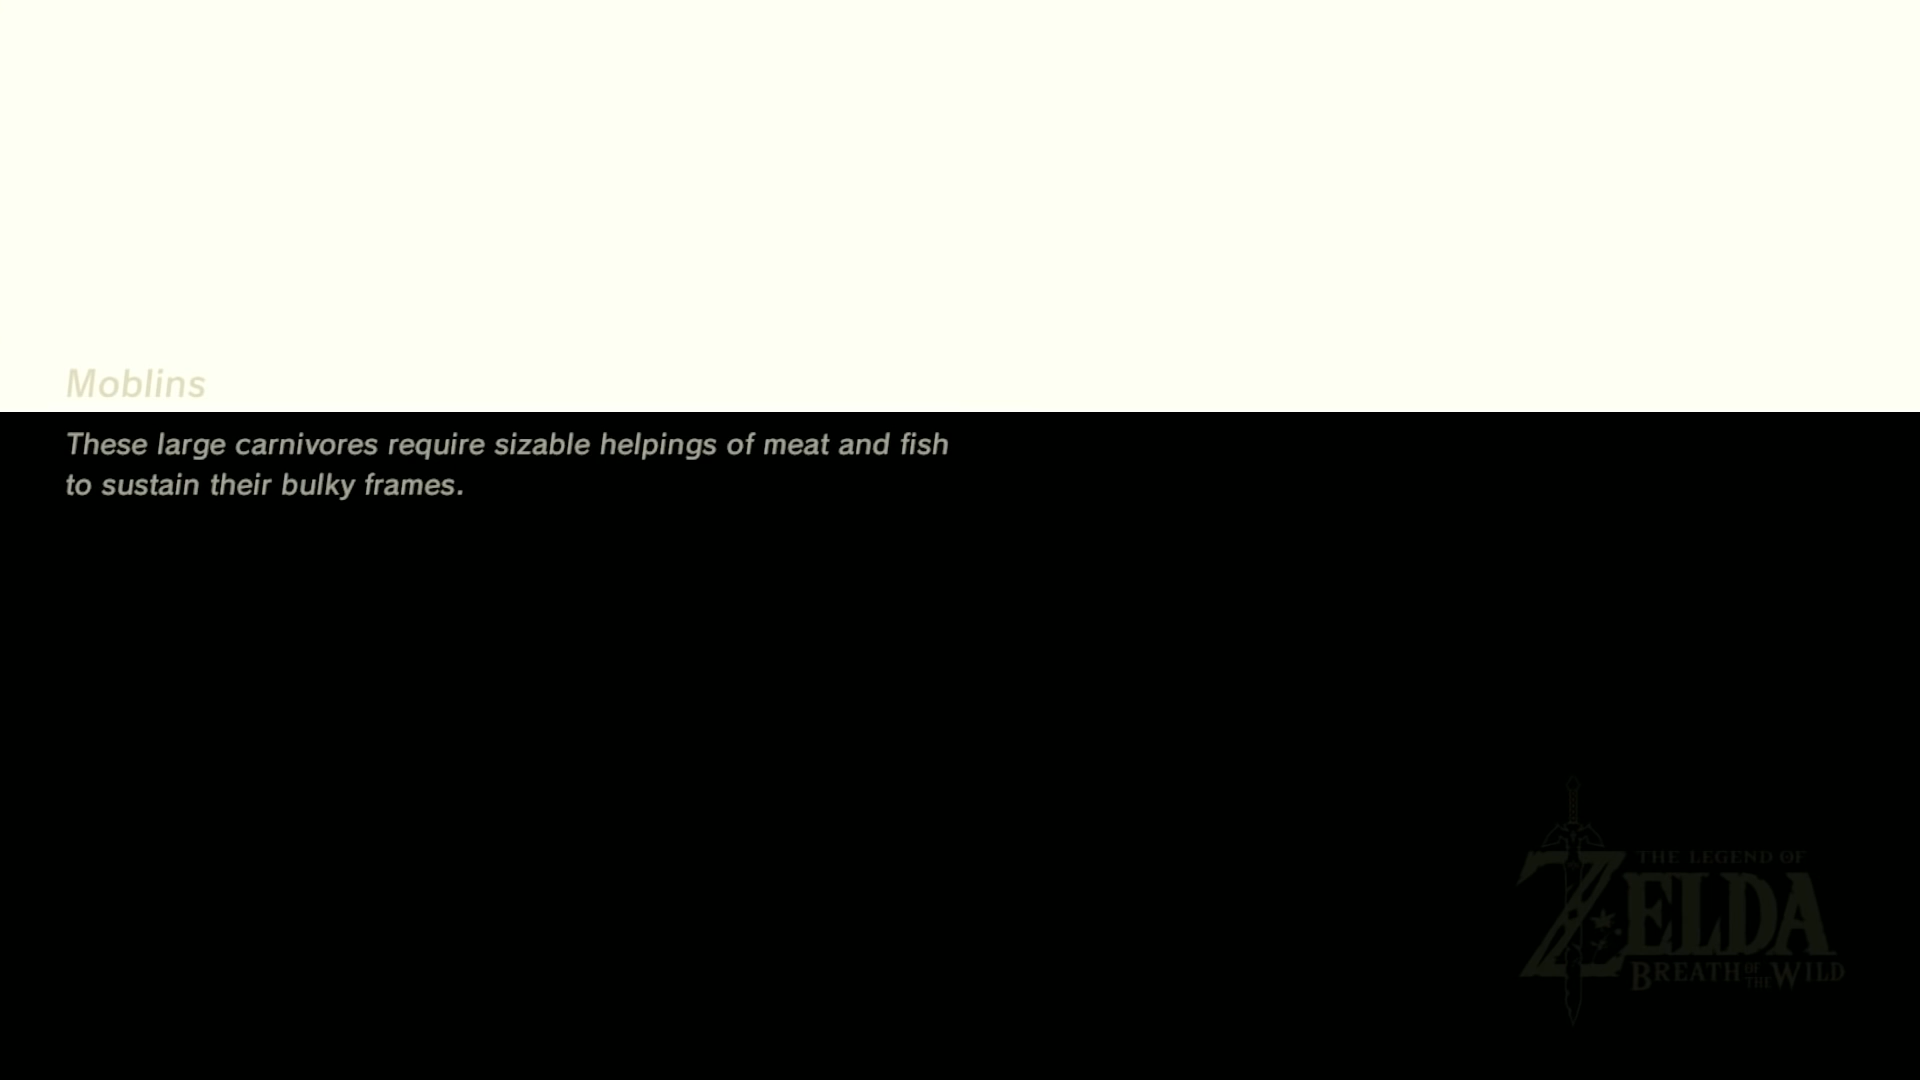 Moblins
These large carnivores require sizable helpings of meat and fish
to sustain their bulky frames.
THE LEGEND OF
ZELDA
BREATH OF THE WILD